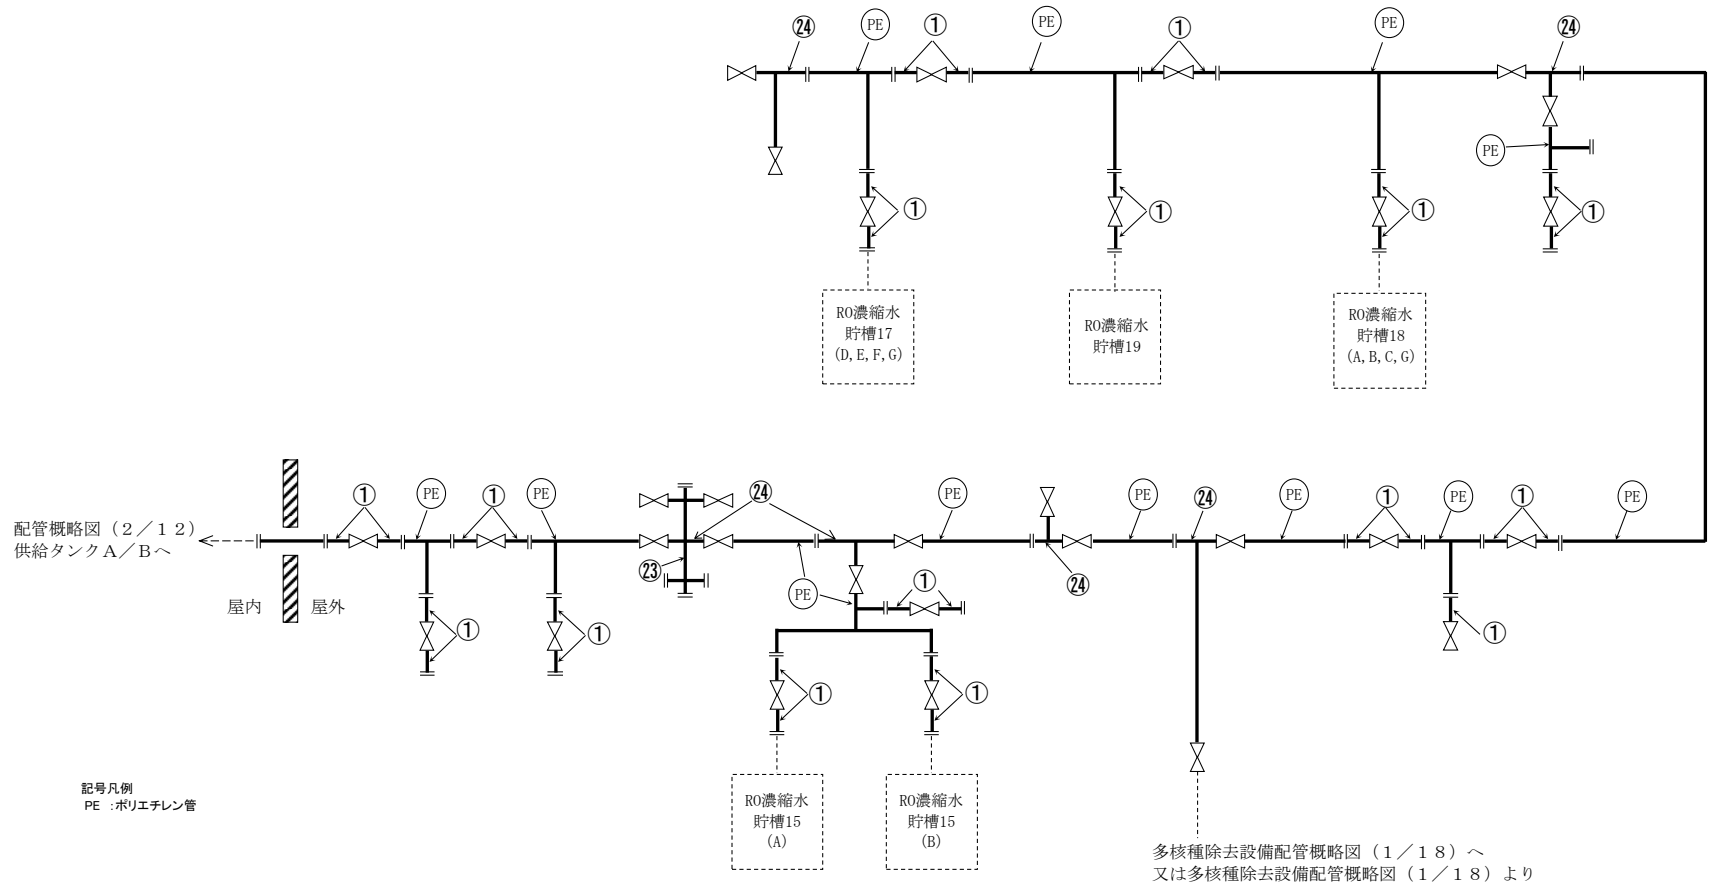 ㉔ PE ① PE ① PE ㉔
PE
① ① ① ①
RO濃縮水
貯槽17
(D,E,F,G)
RO濃縮水
貯槽19
RO濃縮水
貯槽18
(A,B,C,G)
① PE ① PE ㉔ PE PE ㉔ PE ① PE ① PE
配管概略図（２／１２）
供給タンクＡ／Ｂへ
㉓ PE ① ㉔
屋内 屋外
① ① ①
① ①
RO濃縮水
貯槽15
(A)
RO濃縮水
貯槽15
(B)
記号凡例
PE :ポリエチレン管
多核種除去設備配管概略図（１／１８）へ
又は多核種除去設備配管概略図（１／１８）より